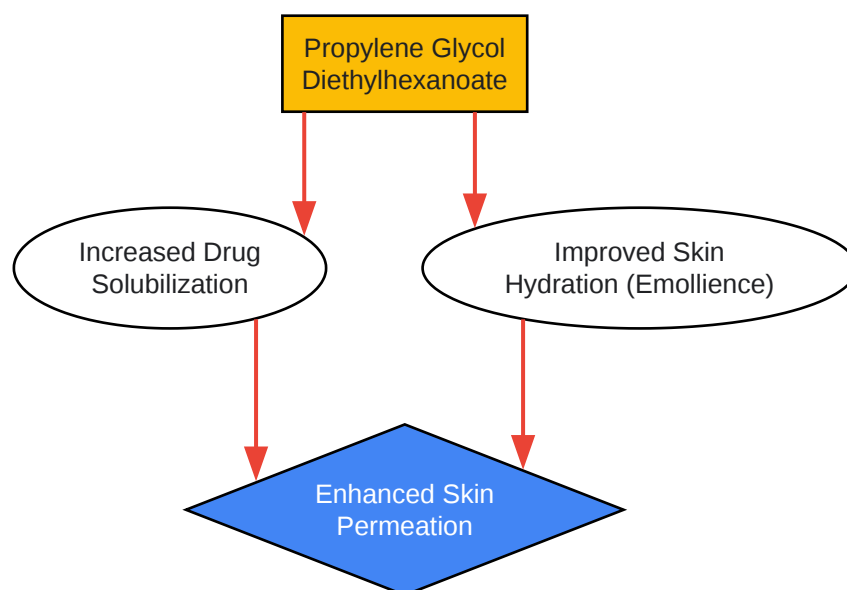 Propylene Glycol
Diethylhexanoate
Increased Drug
Solubilization
Improved Skin
Hydration (Emollience)
Enhanced Skin
Permeation